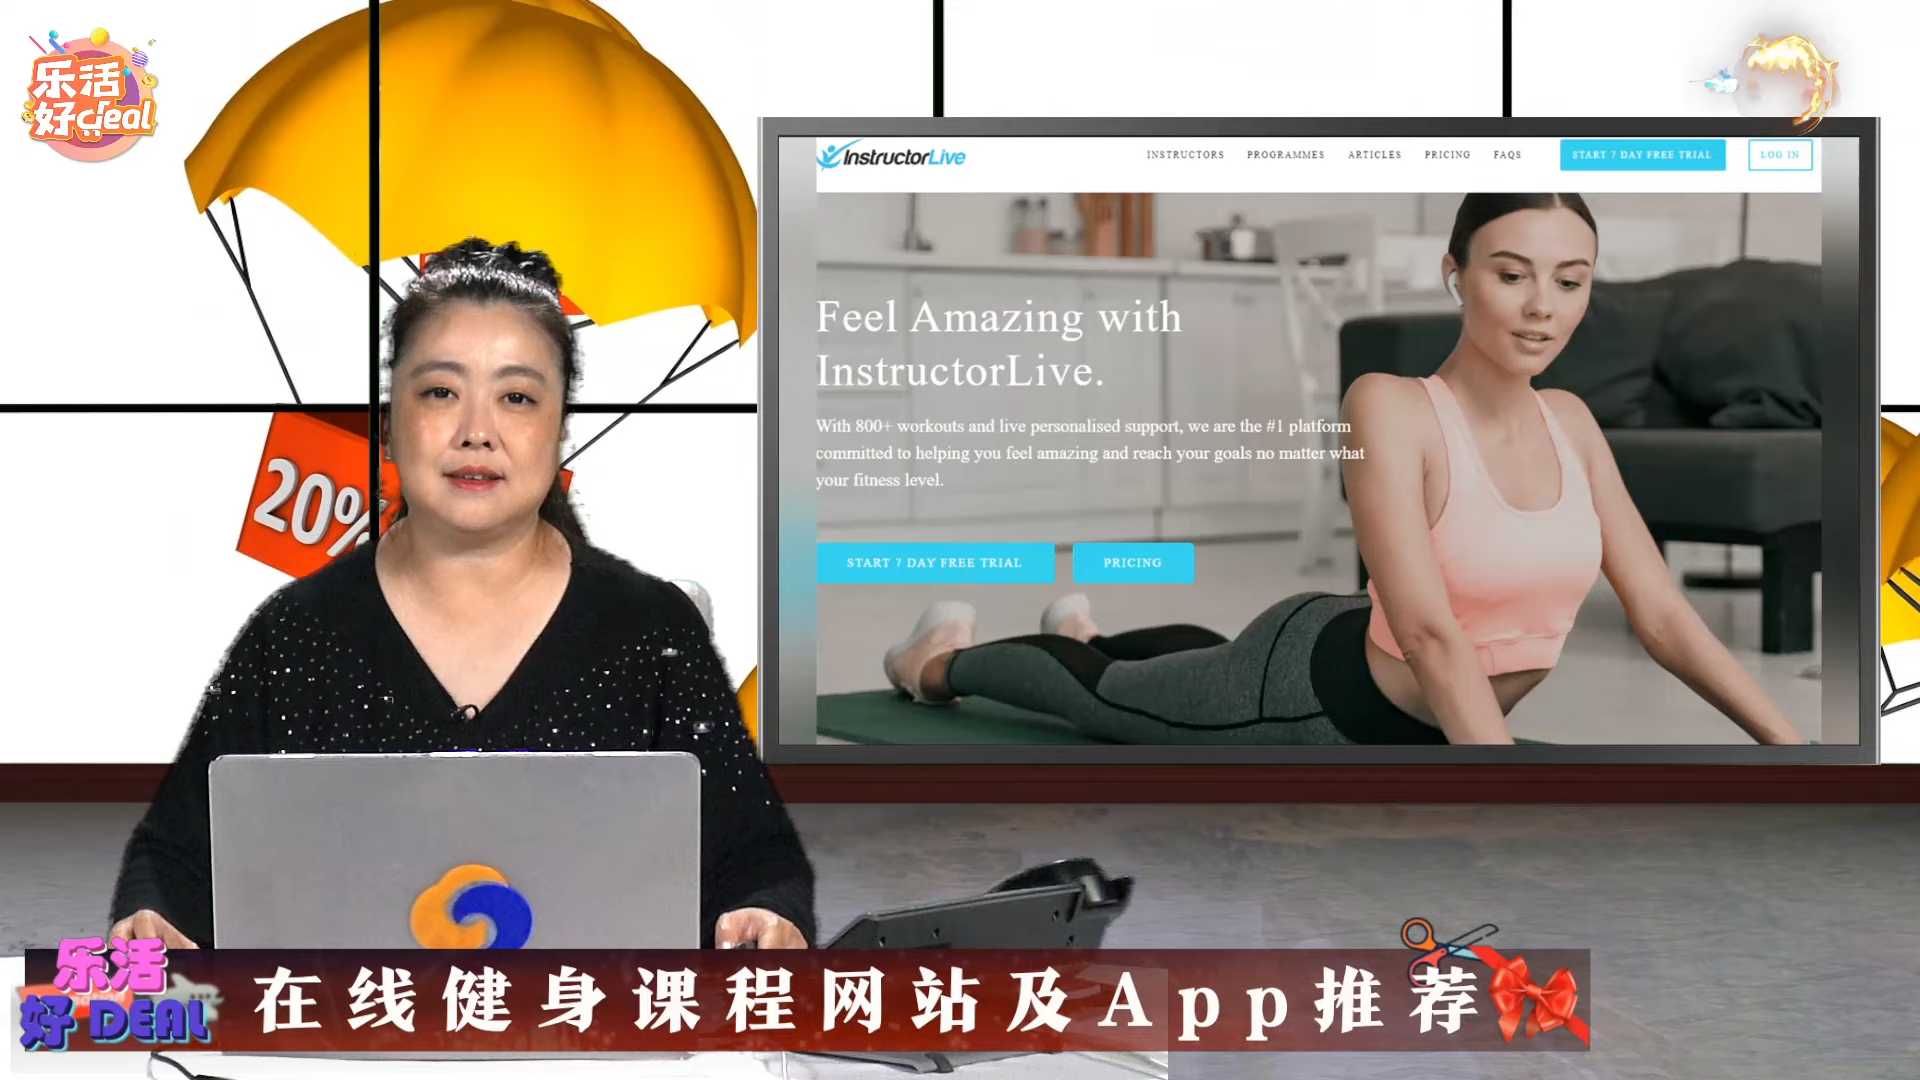 乐活
好deal
InstructorLive
INSTRUCTORS PROGRAMMES ARTICLES PRICING FAQS START 7 DAY FREE TRIAL LOG IN
Feel Amazing with
InstructorLive.
With 800+ workouts and live personalised support, we are the #1 platform
committed to helping you feel amazing and reach your goals no matter what
your fitness level.
START 7 DAY FREE TRIAL PRICING
20%
乐活
好 DEAL
在线健身课程网站及App推荐